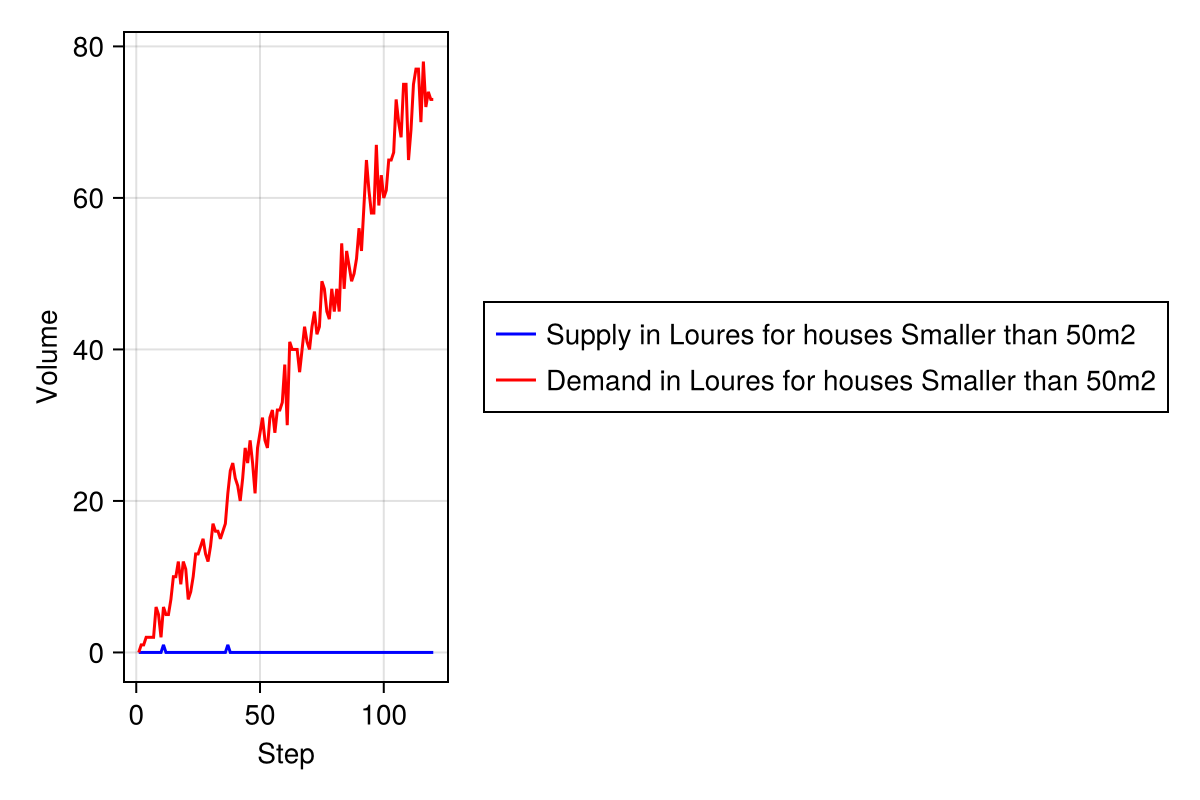 80
60
40
20
0
Volume
0 50 100
Step
Supply in Loures for houses Smaller than 50m2
Demand in Loures for houses Smaller than 50m2